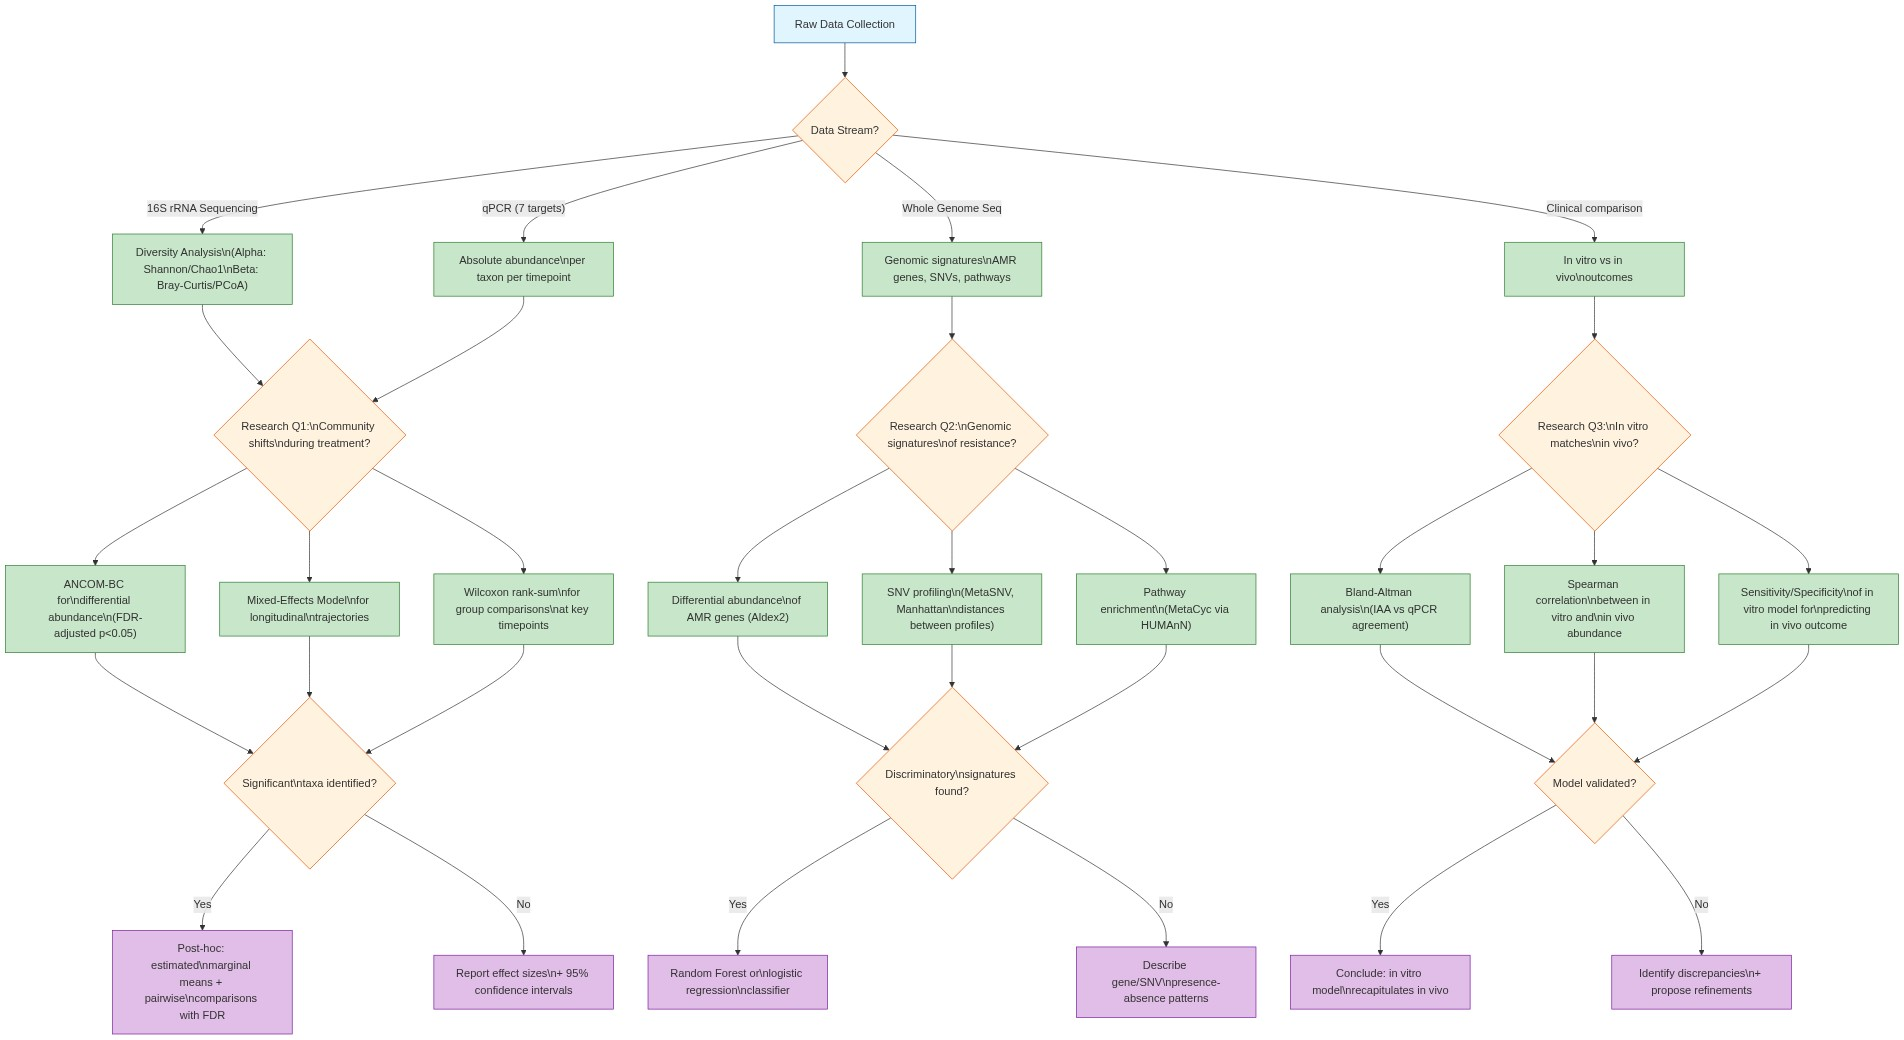 Raw Data Collection
Data Stream?
16S rRNA Sequencing
qPCR (7 targets)
Whole Genome Seq
Clinical comparison
Diversity Analysis\n(Alpha:
Shannon/Chao1\nBeta:
Bray-Curtis/PCoA)
Absolute abundance\nper
taxon per timepoint
Genomic signatures\nAMR
genes, SNVs, pathways
In vitro vs in
vivo\noutcomes
Research Q1:\nCommunity
shifts\nduring treatment?
Research Q2:\nGenomic
signatures\nof resistance?
Research Q3:\nIn vitro
matches\nin vivo?
ANCOM-BC
for\ndifferential
abundance\n(FDR-
adjusted p<0.05)
Mixed-Effects Model\nfor
longitudinal\ntrajectories
Wilcoxon rank-sum\nfor
group comparisons\nat key
timepoints
Differential abundance\nof
AMR genes (Aldex2)
SNV profiling\n(MetaSNV,
Manhattan\ndistances
between profiles)
Pathway
enrichment\n(MetaCyc via
HUMAnN)
Bland-Altman
analysis\n(IAA vs qPCR
agreement)
Spearman
correlation\nbetween in
vitro and\nin vivo
abundance
Sensitivity/Specificity\nof in
vitro model for\npredicting
in vivo outcome
Significant\ntaxa identified?
Discriminatory\nsignatures
found?
Model validated?
Yes
No
Yes
No
Yes
No
Post-hoc:
estimated\nmarginal
means +
pairwise\ncomparisons
with FDR
Report effect sizes\n+ 95%
confidence intervals
Random Forest or\nlogistic
regression\nclassifier
Describe
gene/SNV\npresence-
absence patterns
Conclude: in vitro
model\nrecapitulates in vivo
Identify discrepancies\n+
propose refinements